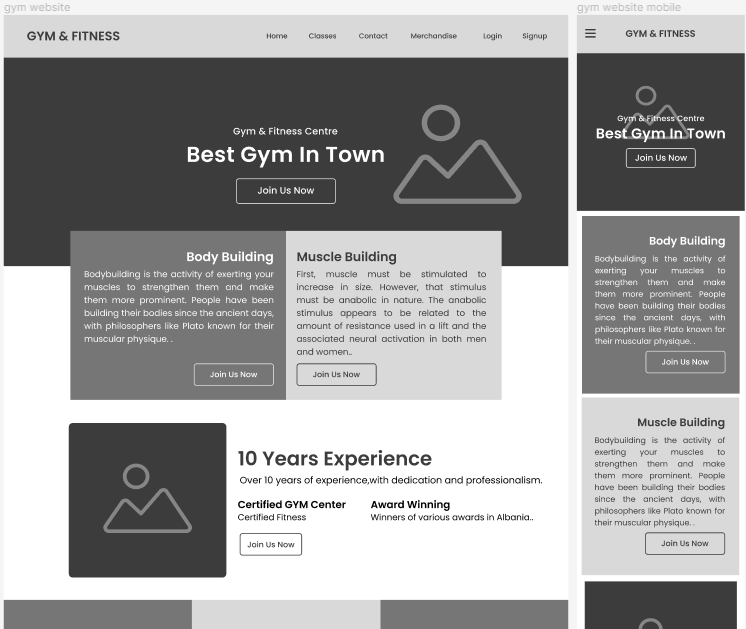 gym website
GYM & FITNESS
Home Classes Contact Merchandise Login Signup
Gym & Fitness Centre
Best Gym In Town
Join Us Now
Body Building
Bodybuilding is the activity of exerting your
muscles to strengthen them and make
them more prominent. People have been
building their bodies since the ancient days,
with philosophers like Plato known for their
muscular physique. .
Join Us Now
Muscle Building
First, muscle must be stimulated to
increase in size. However, that stimulus
must be anabolic in nature. The anabolic
stimulus appears to be related to the
amount of resistance used in a lift and the
associated neural activation in both men
and women..
Join Us Now
10 Years Experience
Over 10 years of experience,with dedication and professionalism.
Certified GYM Center
Certified Fitness
Award Winning
Winners of various awards in Albania..
Join Us Now
gym website mobile
GYM & FITNESS
Gym & Fitness Centre
Best Gym In Town
Join Us Now
Body Building
Bodybuilding is the activity of
exerting your muscles to
strengthen them and make
them more prominent. People
have been building their bodies
since the ancient days, with
philosophers like Plato known for
their muscular physique. .
Join Us Now
Muscle Building
Bodybuilding is the activity of
exerting your muscles to
strengthen them and make
them more prominent. People
have been building their bodies
since the ancient days, with
philosophers like Plato known for
their muscular physique. .
Join Us Now